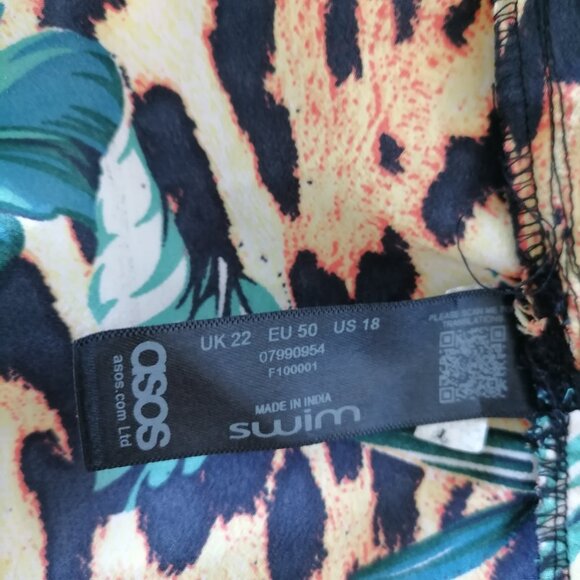 UK 22 EU 50 US 18
07990954
F100001
MADE IN INDIA
swim
asos
asos.com Ltd